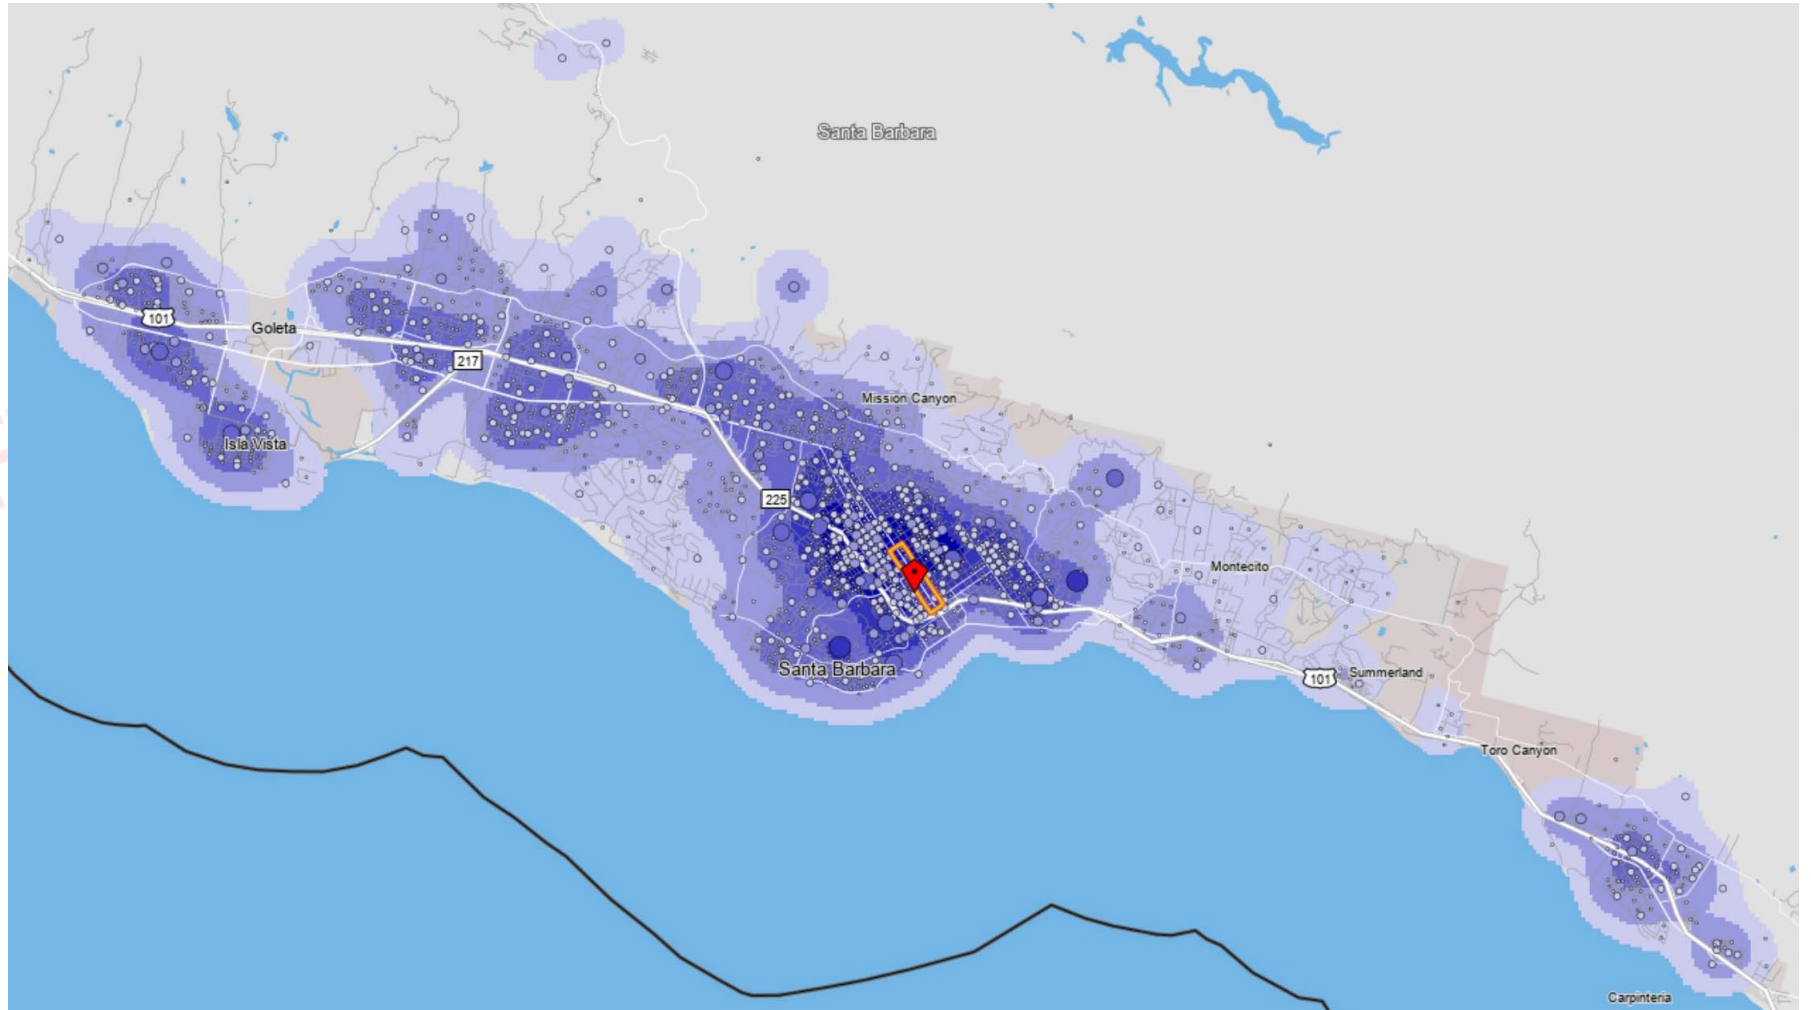 Santa Barbara
101
Goleta
217
Mission Canyon
Isla Vista
225
Montecito
Santa Barbara
101
Summerland
Toro Canyon
Carpinteria